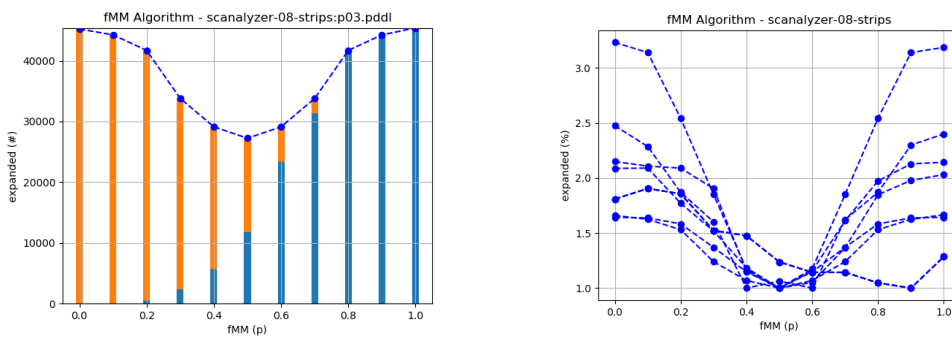 fMM Algorithm - scanalyzer-08-strips:p03.pddl
40000
30000
20000
10000
0
expanded (#)
0.0 0.2 0.4 0.6 0.8 1.0
fMM (p)
fMM Algorithm - scanalyzer-08-strips
3.0
2.5
2.0
1.5
1.0
expanded (%)
0.0 0.2 0.4 0.6 0.8 1.0
fMM (p)